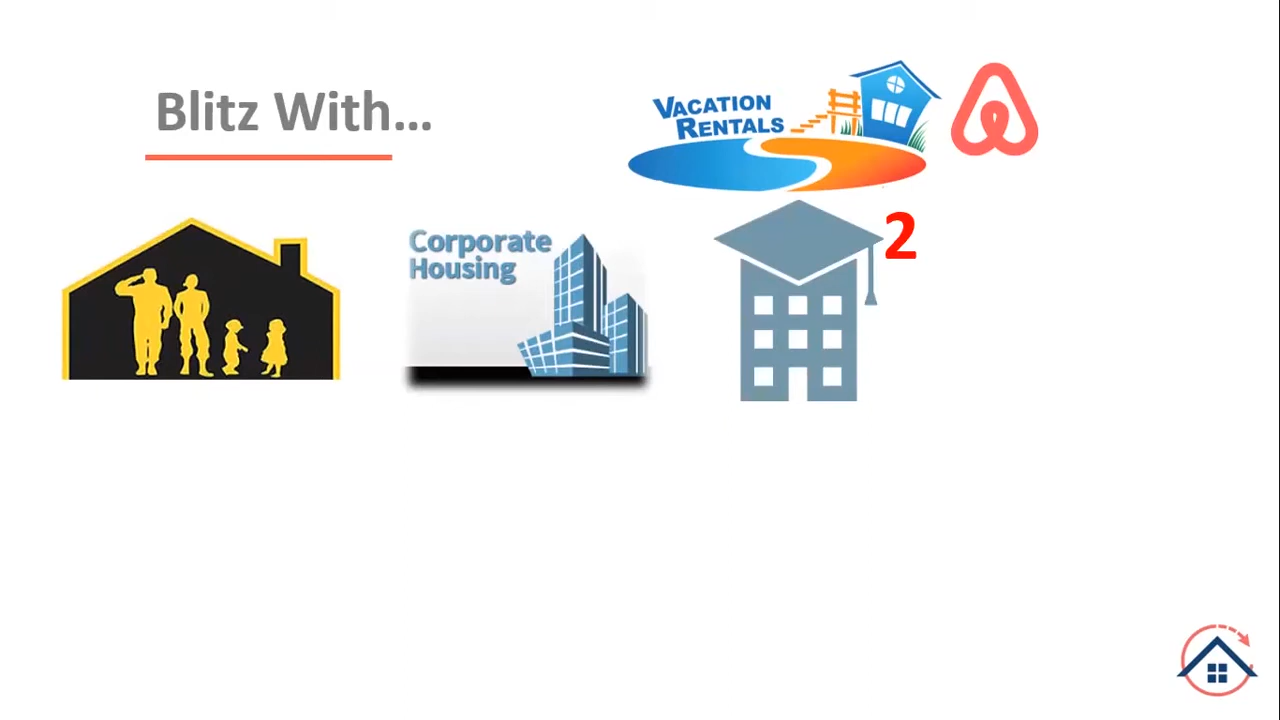 Blitz With...
VACATION
RENTALS
Corporate
Housing
2